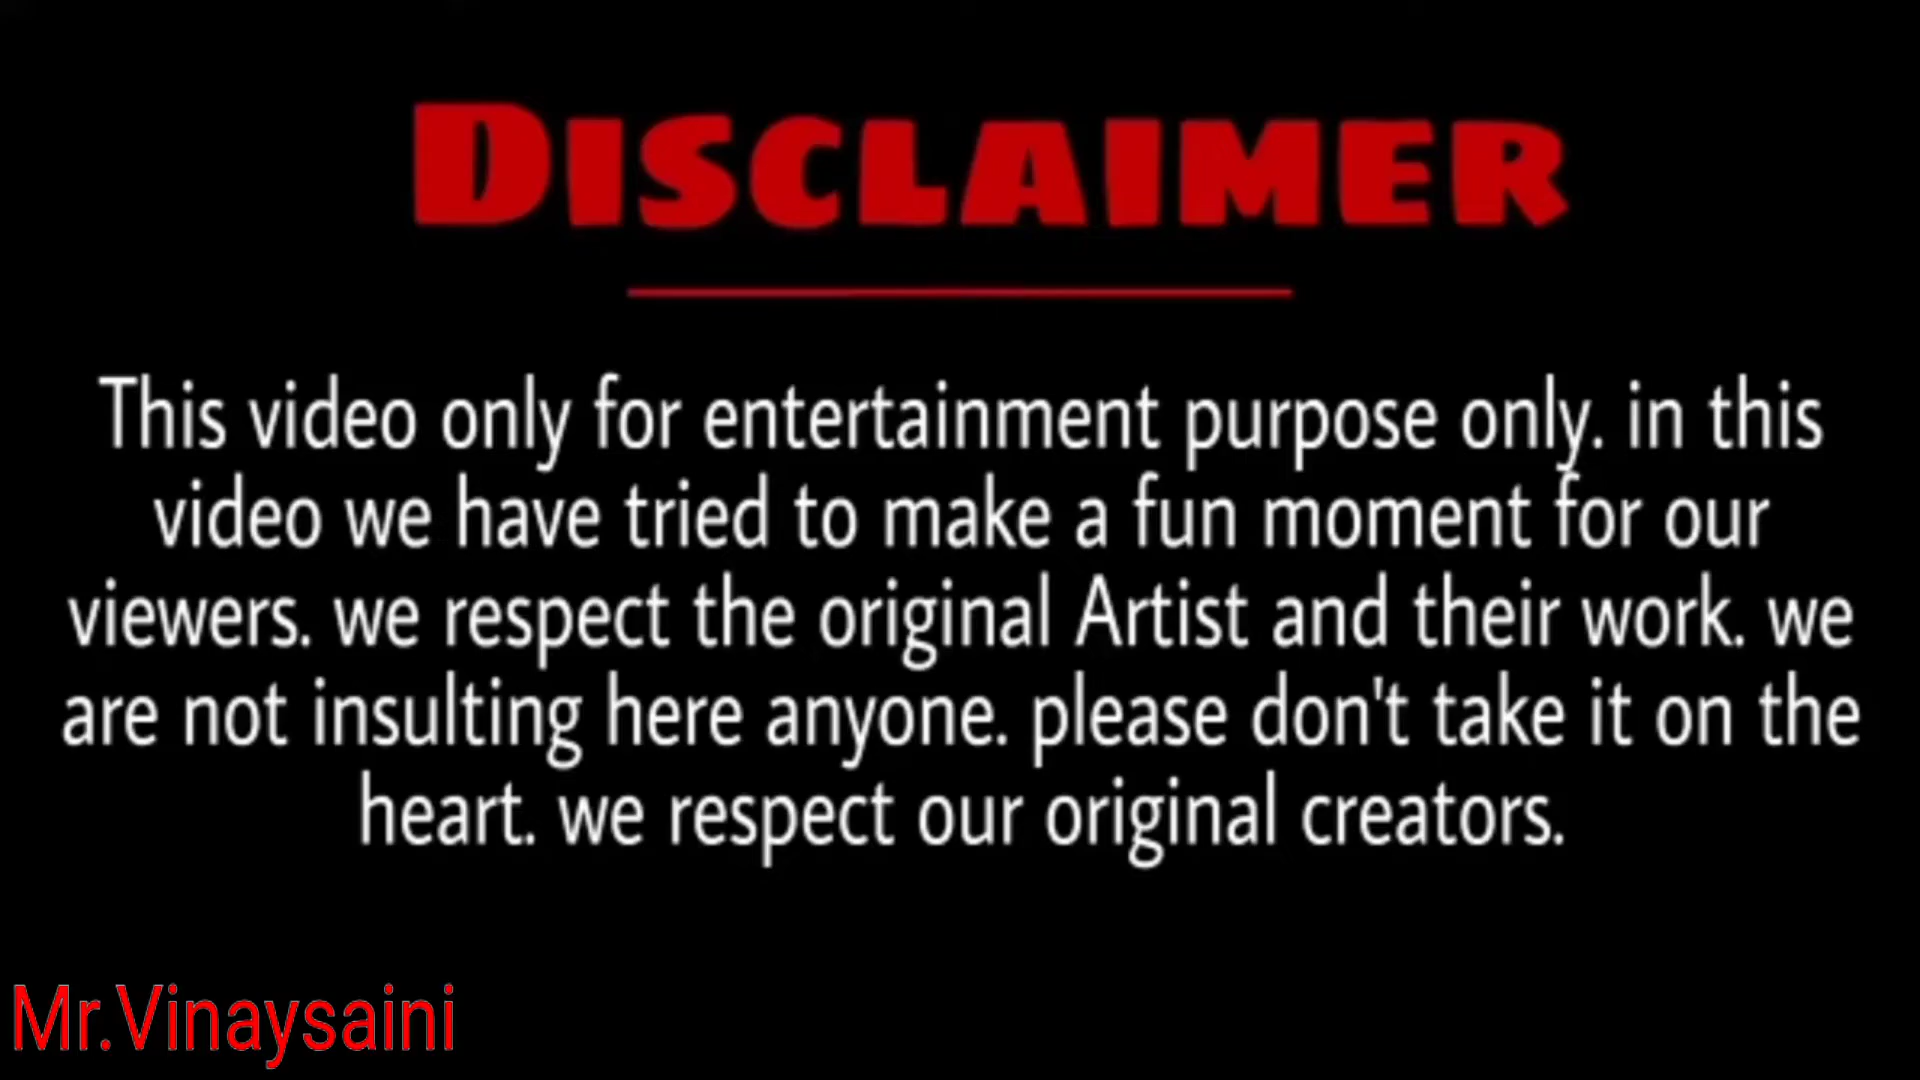 DISCLAIMER
This video only for entertainment purpose only. in this
video we have tried to make a fun moment for our
viewers. we respect the original Artist and their work. we
are not insulting here anyone. please don't take it on the
heart. we respect our original creators.
Mr.Vinaysaini